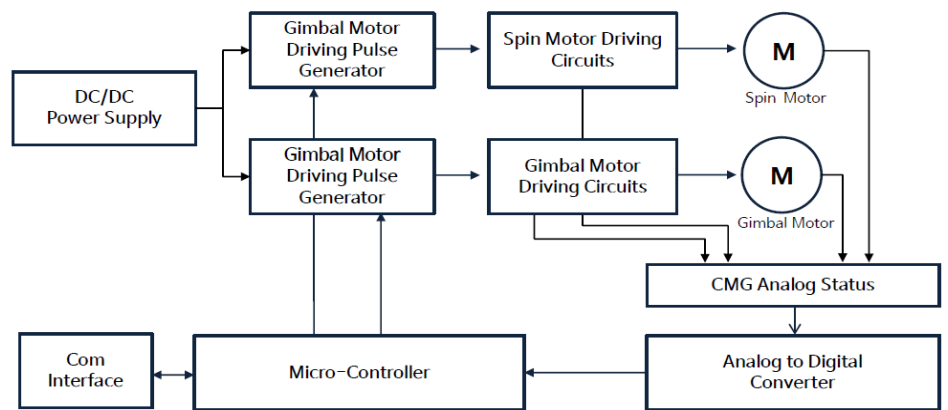 Gimbal Motor
Driving Pulse
Generator
Spin Motor Driving
Circuits
M
Spin Motor
DC/DC
Power Supply
Gimbal Motor
Driving Pulse
Generator
Gimbal Motor
Driving Circuits
M
Gimbal Motor
CMG Analog Status
Com
Interface
Micro-Controller
Analog to Digital
Converter